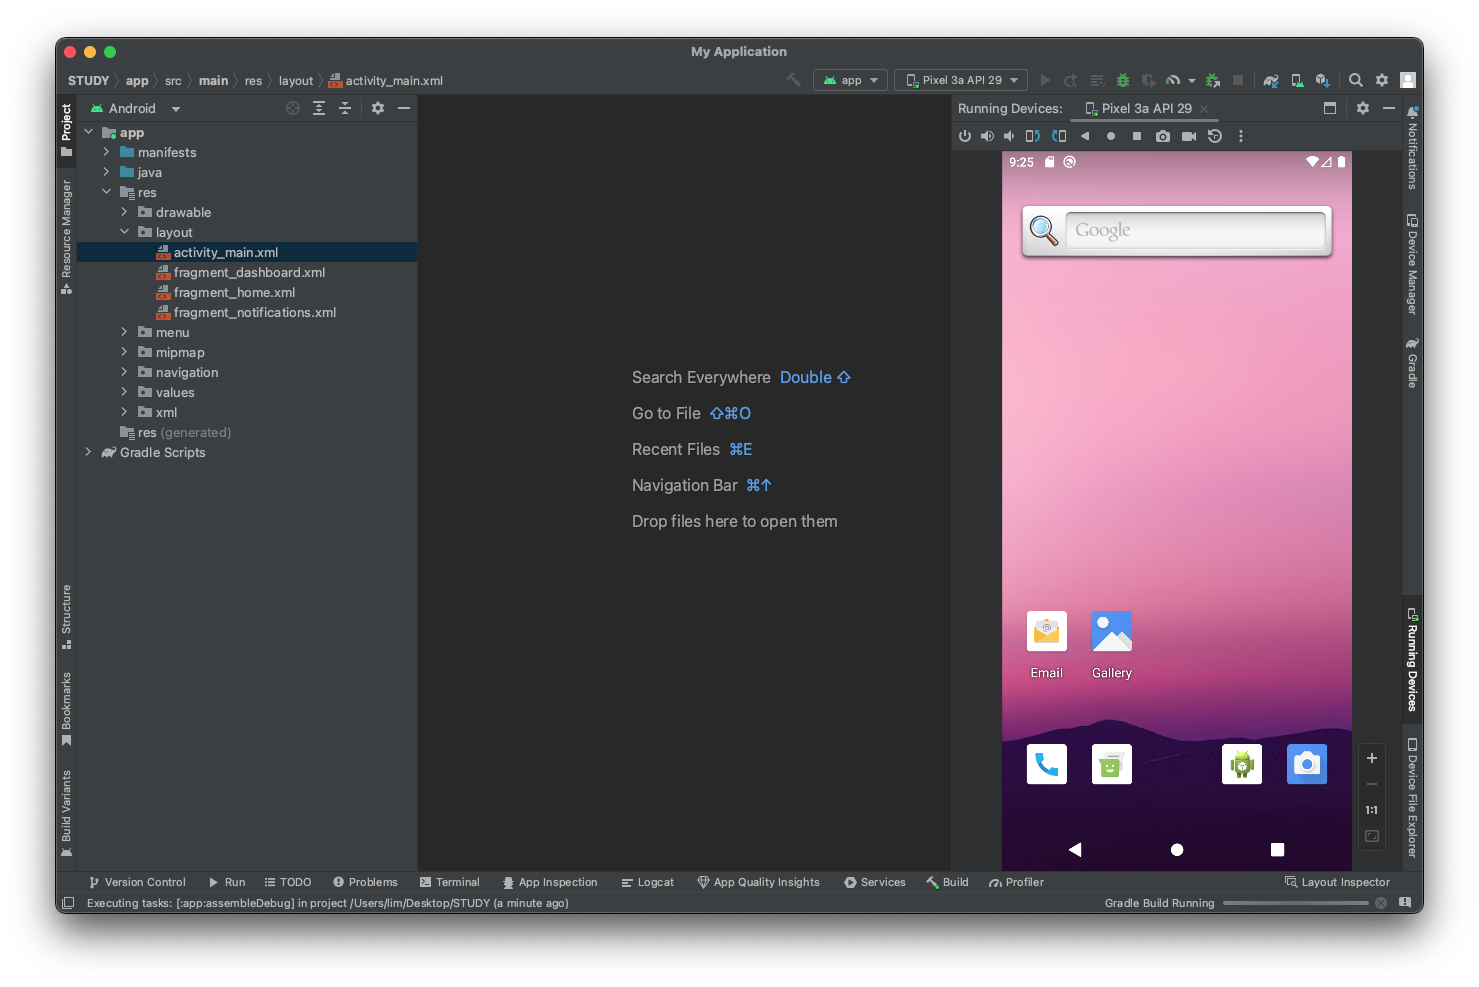 My Application
STUDY app src main res layout activity_main.xml
app
Pixel 3a API 29
Project
Resource Manager
Structure
Bookmarks
Build Variants
Android
app
manifests
java
res
drawable
layout
activity_main.xml
fragment_dashboard.xml
fragment_home.xml
fragment_notifications.xml
menu
mipmap
navigation
values
xml
res (generated)
Gradle Scripts
Search Everywhere Double ⇧
Go to File ⇧⌘O
Recent Files ⌘E
Navigation Bar ⌘↑
Drop files here to open them
Running Devices: Pixel 3a API 29
9:25
Google
Email Gallery
1:1
Notifications
Device Manager
Gradle
Running Devices
Device File Explorer
Version Control Run TODO Problems Terminal App Inspection Logcat App Quality Insights Services Build Profiler Layout Inspector
Executing tasks: [:app:assembleDebug] in project /Users/lim/Desktop/STUDY (a minute ago) Gradle Build Running